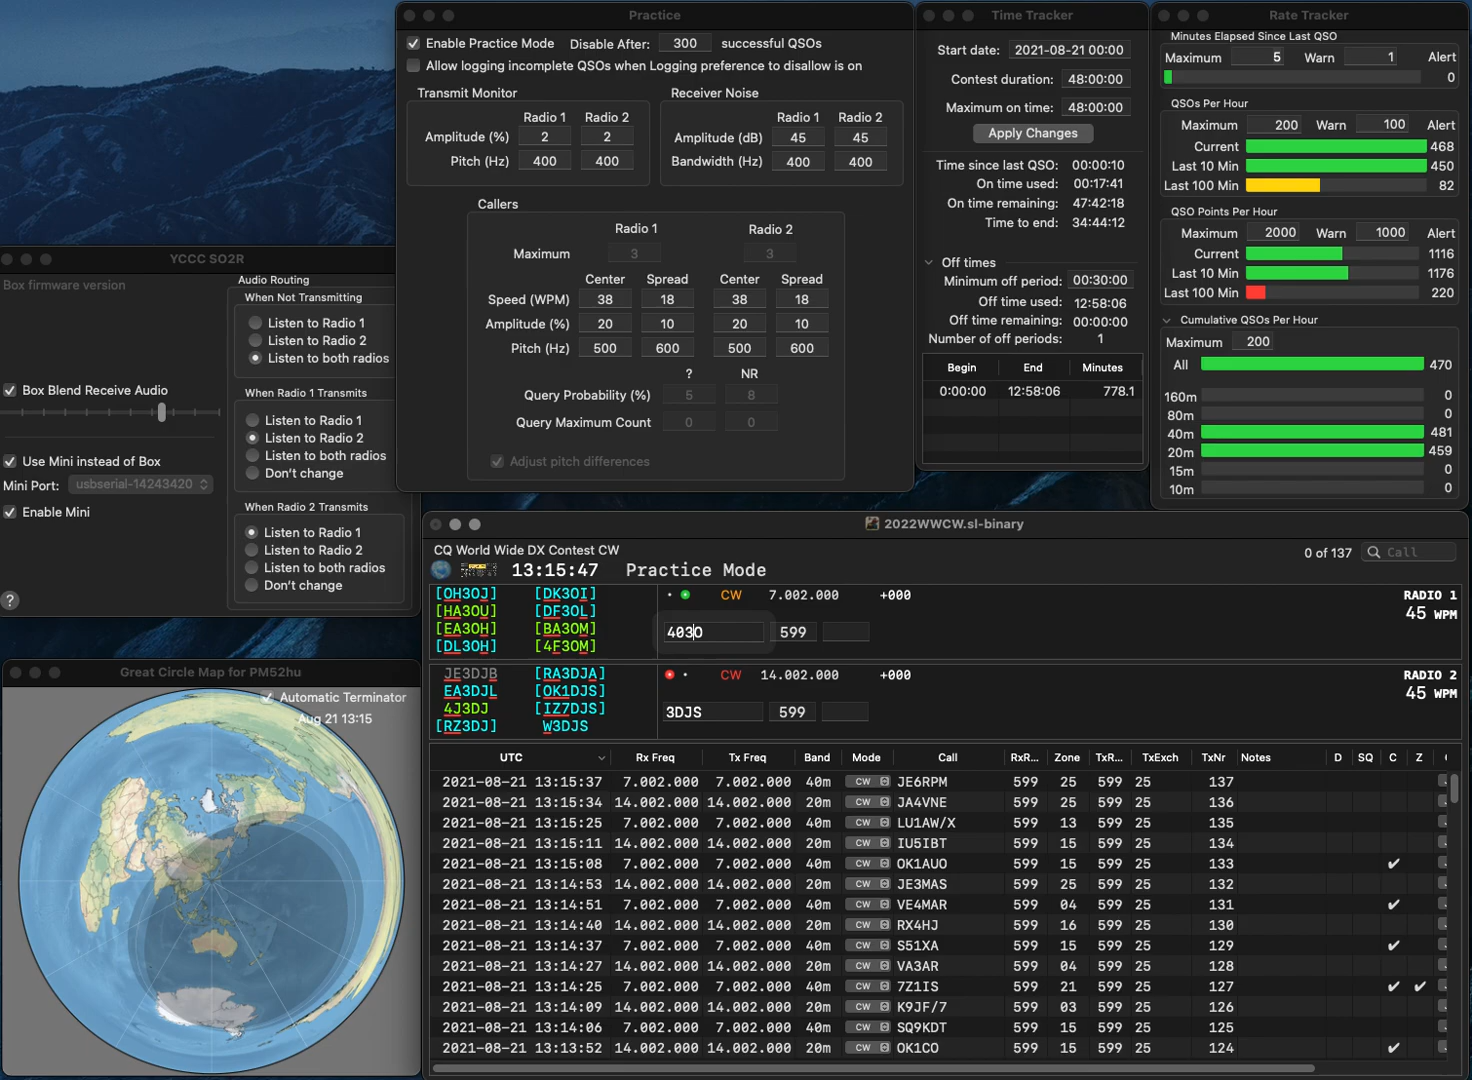 Practice
Enable Practice Mode Disable After: 300 successful QSOs
Allow logging incomplete QSOs when Logging preference to disallow is on
Transmit Monitor
Radio 1 Radio 2
Amplitude (%) 2 2
Pitch (Hz) 400 400
Receiver Noise
Radio 1 Radio 2
Amplitude (dB) 45 45
Bandwidth (Hz) 400 400
Callers
Radio 1 Radio 2
Maximum 3 3
Center Spread Center Spread
Speed (WPM) 38 18 38 18
Amplitude (%) 20 10 20 10
Pitch (Hz) 500 600 500 600
? NR
Query Probability (%) 5 8
Query Maximum Count 0 0
Adjust pitch differences
Time Tracker
Start date: 2021-08-21 00:00
Contest duration: 48:00:00
Maximum on time: 48:00:00
Apply Changes
Time since last QSO: 00:00:10
On time used: 00:17:41
On time remaining: 47:42:18
Time to end: 34:44:12
Off times
Minimum off period: 00:30:00
Off time used: 12:58:06
Off time remaining: 00:00:00
Number of off periods: 1
Begin End Minutes
0:00:00 12:58:06 778.1
Rate Tracker
Minutes Elapsed Since Last QSO
Maximum 5 Warn 1 Alert
0
QSOs Per Hour
Maximum 200 Warn 100 Alert
Current 468
Last 10 Min 450
Last 100 Min 82
QSO Points Per Hour
Maximum 2000 Warn 1000 Alert
Current 1116
Last 10 Min 1176
Last 100 Min 220
Cumulative QSOs Per Hour
Maximum 200
All 470
160m 0
80m 0
40m 481
20m 459
15m 0
10m 0
YCCC SO2R
Box firmware version
Box Blend Receive Audio
Use Mini instead of Box
Mini Port: usbserial-14243420
Enable Mini
?
Audio Routing
When Not Transmitting
Listen to Radio 1
Listen to Radio 2
Listen to both radios
When Radio 1 Transmits
Listen to Radio 1
Listen to Radio 2
Listen to both radios
Don't change
When Radio 2 Transmits
Listen to Radio 1
Listen to Radio 2
Listen to both radios
Don't change
Great Circle Map for PM52hu
Automatic Terminator
Aug 21 13:15
2022WWCW.sl-binary
CQ World Wide DX Contest CW
0 of 137 Call
13:15:47 Practice Mode
[OH3OJ] [DK3OI]
[HA3OU] [DF3OL]
[EA3OH] [BA3OM]
[DL3OH] [4F3OM]
CW 7.002.000 +000
RADIO 1
45 WPM
403O 599
JE3DJB [RA3DJA]
EA3DJL [OK1DJS]
4J3DJ [IZ7DJS]
[RZ3DJ] W3DJS
CW 14.002.000 +000
RADIO 2
45 WPM
3DJS 599
UTC Rx Freq Tx Freq Band Mode Call RxR... Zone TxR... TxExch TxNr Notes D SQ C Z
2021-08-21 13:15:37 7.002.000 7.002.000 40m CW JE6RPM 599 25 599 25 137
2021-08-21 13:15:34 14.002.000 14.002.000 20m CW JA4VNE 599 25 599 25 136
2021-08-21 13:15:25 7.002.000 7.002.000 40m CW LU1AW/X 599 13 599 25 135
2021-08-21 13:15:11 14.002.000 14.002.000 20m CW IU5IBT 599 15 599 25 134
2021-08-21 13:15:08 7.002.000 7.002.000 40m CW OK1AUO 599 15 599 25 133 ✔
2021-08-21 13:14:53 14.002.000 14.002.000 20m CW JE3MAS 599 25 599 25 132
2021-08-21 13:14:51 7.002.000 7.002.000 40m CW VE4MAR 599 04 599 25 131 ✔
2021-08-21 13:14:40 14.002.000 14.002.000 20m CW RX4HJ 599 16 599 25 130
2021-08-21 13:14:37 7.002.000 7.002.000 40m CW S51XA 599 15 599 25 129 ✔
2021-08-21 13:14:27 14.002.000 14.002.000 20m CW VA3AR 599 04 599 25 128
2021-08-21 13:14:25 7.002.000 7.002.000 40m CW 7Z1IS 599 21 599 25 127 ✔ ✔
2021-08-21 13:14:09 14.002.000 14.002.000 20m CW K9JF/7 599 03 599 25 126
2021-08-21 13:14:06 7.002.000 7.002.000 40m CW SQ9KDT 599 15 599 25 125
2021-08-21 13:13:52 14.002.000 14.002.000 20m CW OK1CO 599 15 599 25 124 ✔